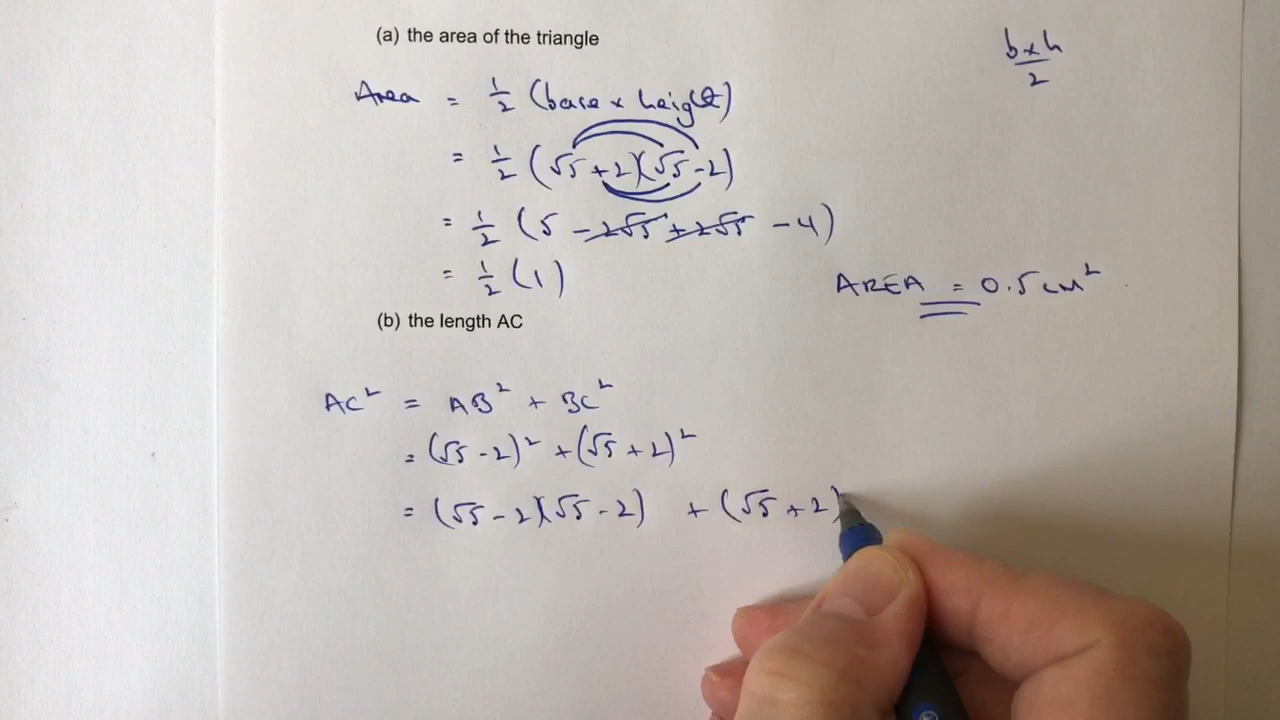 (a) the area of the triangle
b×h
2
Area = ½ (base × height)
= ½ (√5 + 2)(√5 - 2)
= ½ (5 - 2√5 + 2√5 - 4)
= ½ (1)
AREA = 0.5 cm²
(b) the length AC
AC² = AB² + BC²
= (√5 - 2)² + (√5 + 2)²
= (√5 - 2)(√5 - 2) + (√5 + 2)